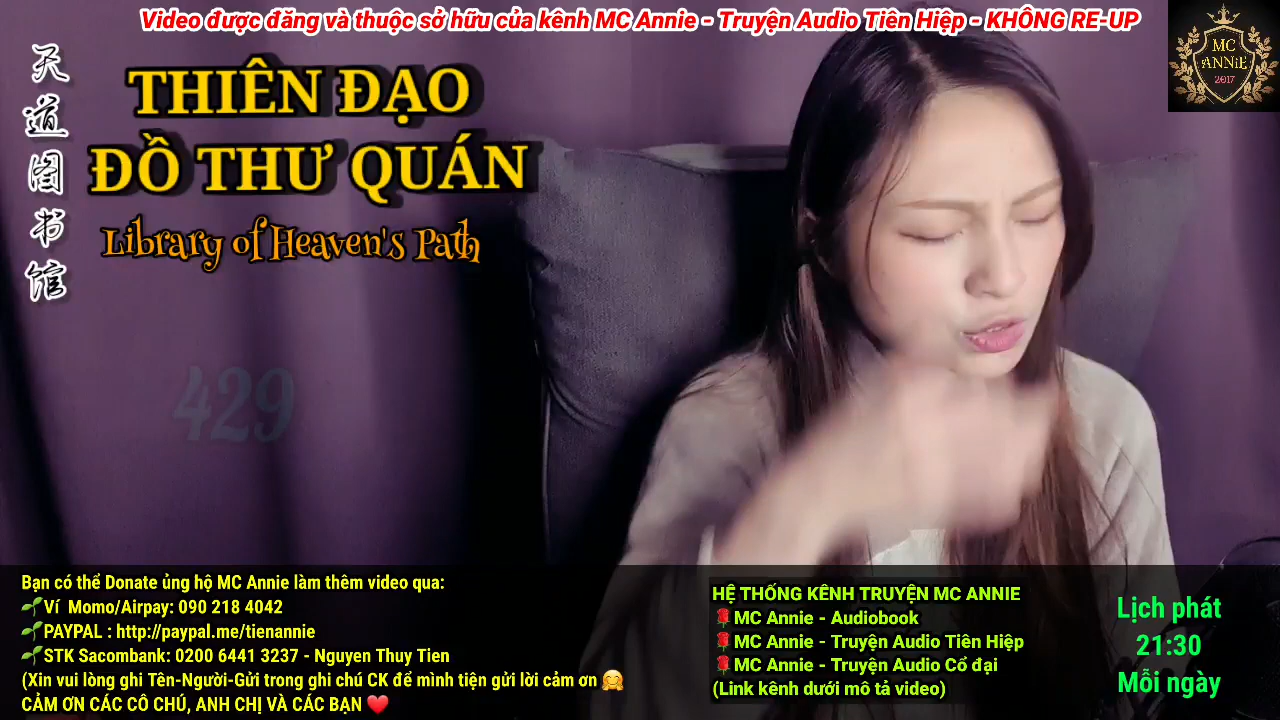 Video được đăng và thuộc sở hữu của kênh MC Annie - Truyện Audio Tiên Hiệp - KHÔNG RE-UP
MC
ANNiE
2017
天道图书馆
THIÊN ĐẠO
ĐỒ THƯ QUÁN
Library of Heaven's Path
429
Bạn có thể Donate ủng hộ MC Annie làm thêm video qua:
🌱Ví Momo/Airpay: 090 218 4042
🌱PAYPAL : http://paypal.me/tienannie
🌱STK Sacombank: 0200 6441 3237 - Nguyen Thuy Tien
(Xin vui lòng ghi Tên-Người-Gửi trong ghi chú CK để mình tiện gửi lời cảm ơn 🤗
CẢM ƠN CÁC CÔ CHÚ, ANH CHỊ VÀ CÁC BẠN ❤️
HỆ THỐNG KÊNH TRUYỆN MC ANNIE
🌹MC Annie - Audiobook
🌹MC Annie - Truyện Audio Tiên Hiệp
🌹MC Annie - Truyện Audio Cổ đại
(Link kênh dưới mô tả video)
Lịch phát
21:30
Mỗi ngày